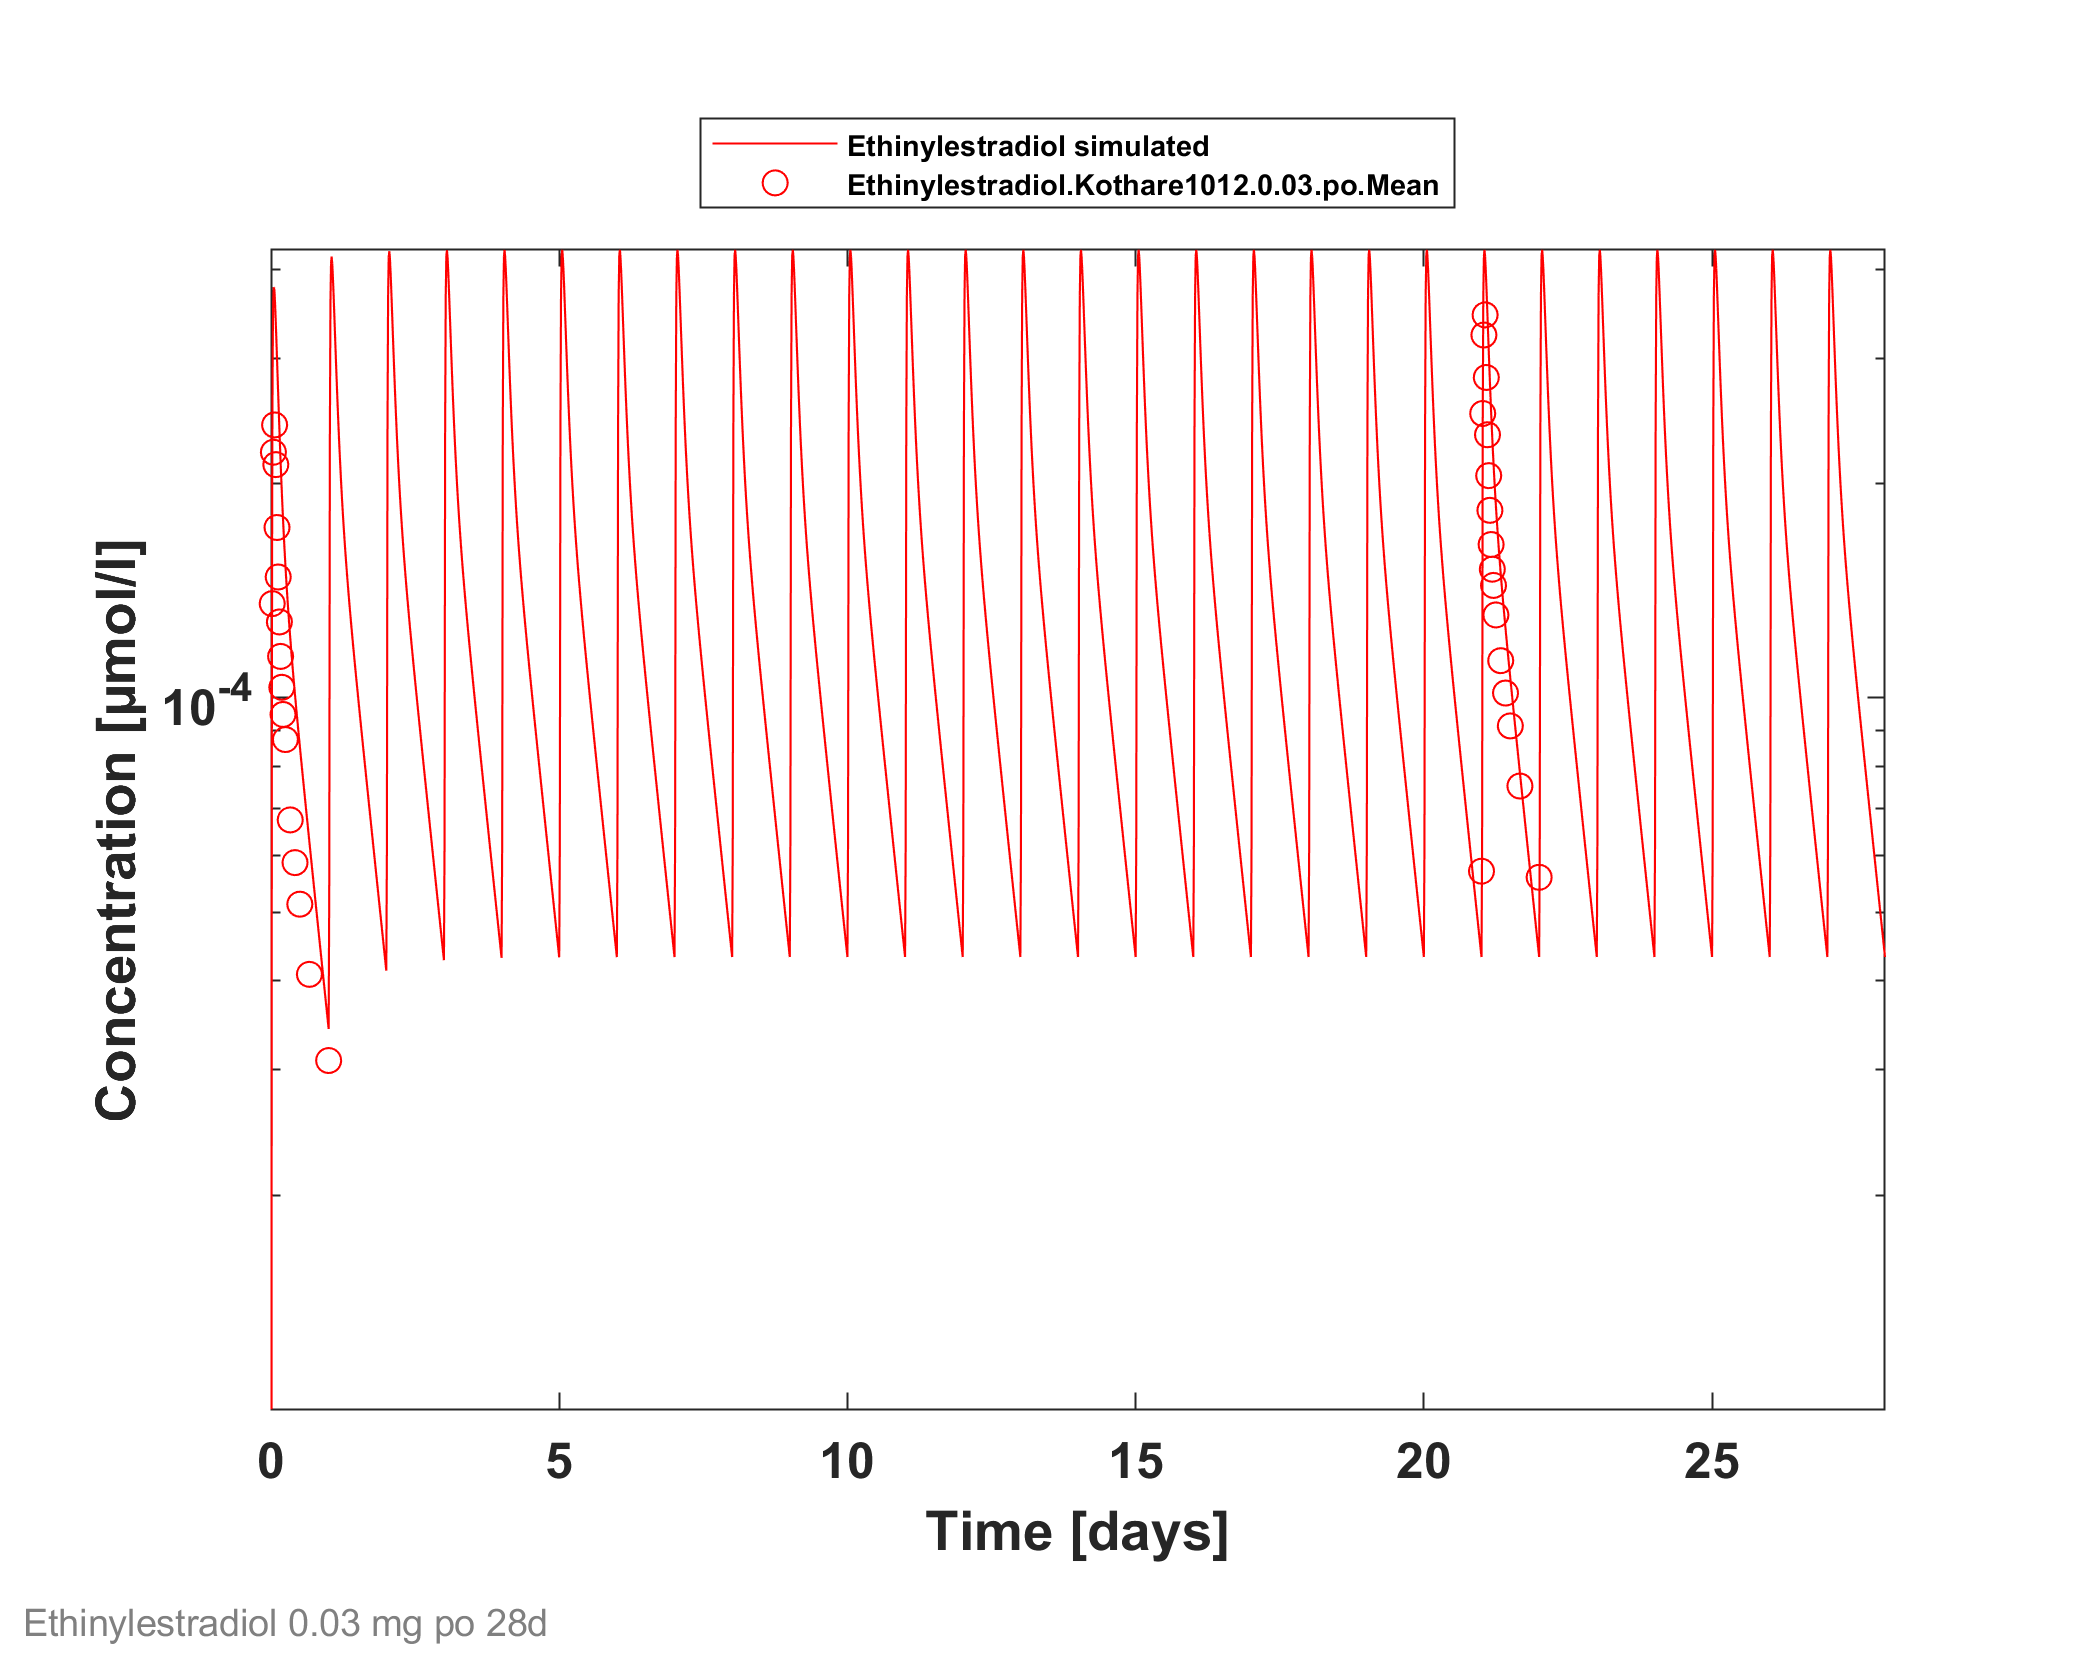 Ethinylestradiol simulated
Ethinylestradiol.Kothare1012.0.03.po.Mean
Concentration [µmol/l]
10-4
0 5 10 15 20 25
Time [days]
Ethinylestradiol 0.03 mg po 28d